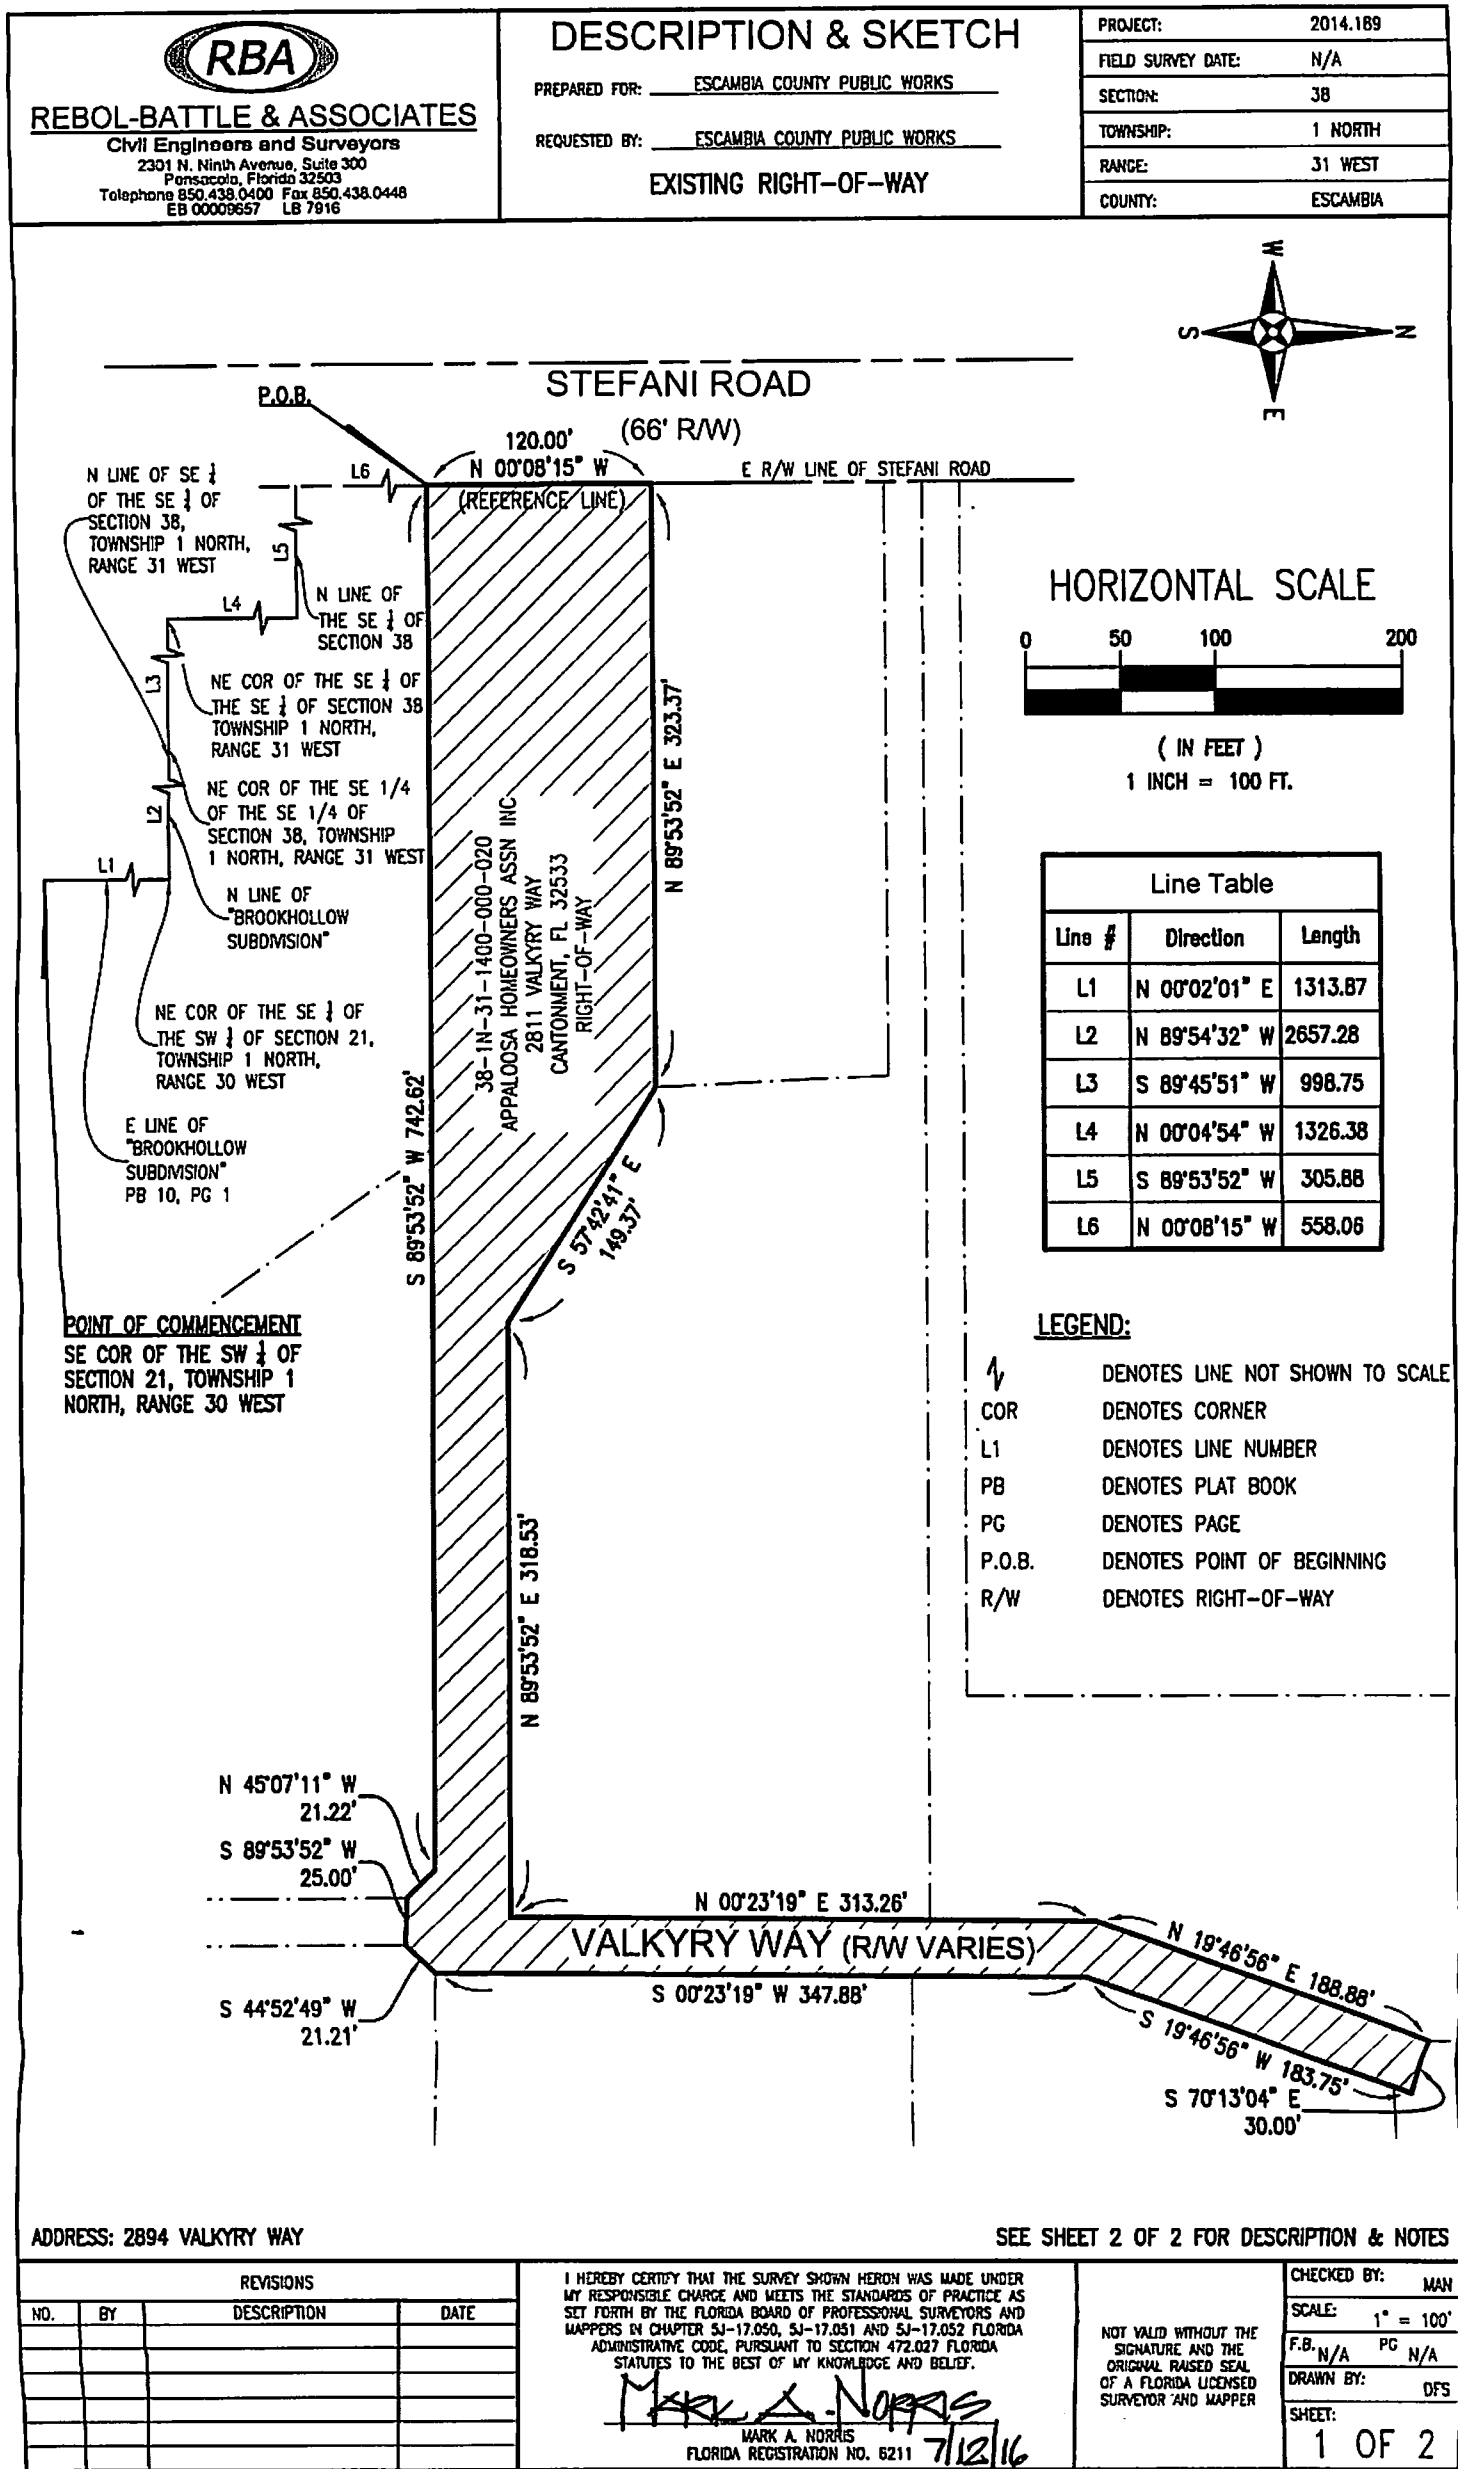 RBA
REBOL-BATTLE & ASSOCIATES
Civil Engineers and Surveyors
2301 N. Ninth Avenue, Suite 300
Pensacola, Florida 32503
Telephone 850.438.0400 Fax 850.438.0448
EB 00009657 LB 7916
DESCRIPTION & SKETCH
PREPARED FOR: ESCAMBIA COUNTY PUBLIC WORKS
REQUESTED BY: ESCAMBIA COUNTY PUBLIC WORKS
EXISTING RIGHT-OF-WAY
PROJECT: 2014.189
FIELD SURVEY DATE: N/A
SECTION: 38
TOWNSHIP: 1 NORTH
RANGE: 31 WEST
COUNTY: ESCAMBIA
W
S N
E
STEFANI ROAD
(66' R/W)
P.O.B.
120.00'
N 00°08'15" W
(REFERENCE LINE)
E R/W LINE OF STEFANI ROAD
L6
N LINE OF SE ¼
OF THE SE ¼ OF
SECTION 38,
TOWNSHIP 1 NORTH,
RANGE 31 WEST
L5
N LINE OF
THE SE ¼ OF
SECTION 38
L4
L3
NE COR OF THE SE ¼ OF
THE SE ¼ OF SECTION 38
TOWNSHIP 1 NORTH,
RANGE 31 WEST
NE COR OF THE SE 1/4
OF THE SE 1/4 OF
SECTION 38, TOWNSHIP
1 NORTH, RANGE 31 WEST
L2
L1
N LINE OF
"BROOKHOLLOW
SUBDIVISION"
NE COR OF THE SE ¼ OF
THE SW ¼ OF SECTION 21,
TOWNSHIP 1 NORTH,
RANGE 30 WEST
E LINE OF
"BROOKHOLLOW
SUBDIVISION"
PB 10, PG 1
POINT OF COMMENCEMENT
SE COR OF THE SW ¼ OF
SECTION 21, TOWNSHIP 1
NORTH, RANGE 30 WEST
S 89°53'52" W 742.62'
38-1N-31-1400-000-020
APPALOOSA HOMEOWNERS ASSN INC
2811 VALKYRY WAY
CANTONMENT, FL 32533
RIGHT-OF-WAY
N 89°53'52" E 323.37'
S 57°42'41" E
149.37'
N 89°53'52" E 318.53'
HORIZONTAL SCALE
0 50 100 200
( IN FEET )
1 INCH = 100 FT.
Line Table
Line # Direction Length
L1 N 00°02'01" E 1313.87
L2 N 89°54'32" W 2657.28
L3 S 89°45'51" W 998.75
L4 N 00°04'54" W 1326.38
L5 S 89°53'52" W 305.88
L6 N 00°08'15" W 558.06
LEGEND:
DENOTES LINE NOT SHOWN TO SCALE
COR DENOTES CORNER
L1 DENOTES LINE NUMBER
PB DENOTES PLAT BOOK
PG DENOTES PAGE
P.O.B. DENOTES POINT OF BEGINNING
R/W DENOTES RIGHT-OF-WAY
N 45°07'11" W
21.22'
S 89°53'52" W
25.00'
S 44°52'49" W
21.21'
N 00°23'19" E 313.26'
VALKYRY WAY (R/W VARIES)
S 00°23'19" W 347.88'
N 19°46'56" E 188.88'
S 19°46'56" W 183.75'
S 70°13'04" E
30.00'
ADDRESS: 2894 VALKYRY WAY
SEE SHEET 2 OF 2 FOR DESCRIPTION & NOTES
REVISIONS
NO. BY DESCRIPTION DATE
I HEREBY CERTIFY THAT THE SURVEY SHOWN HERON WAS MADE UNDER
MY RESPONSIBLE CHARGE AND MEETS THE STANDARDS OF PRACTICE AS
SET FORTH BY THE FLORIDA BOARD OF PROFESSIONAL SURVEYORS AND
MAPPERS IN CHAPTER 5J-17.050, 5J-17.051 AND 5J-17.052 FLORIDA
ADMINISTRATIVE CODE, PURSUANT TO SECTION 472.027 FLORIDA
STATUTES TO THE BEST OF MY KNOWLEDGE AND BELIEF.
MARK A. NORRIS
MARK A. NORRIS
FLORIDA REGISTRATION NO. 6211 7/12/16
NOT VALID WITHOUT THE
SIGNATURE AND THE
ORIGINAL RAISED SEAL
OF A FLORIDA LICENSED
SURVEYOR AND MAPPER
CHECKED BY: MAN
SCALE: 1" = 100'
F.B. N/A PG N/A
DRAWN BY: DFS
SHEET:
1 OF 2